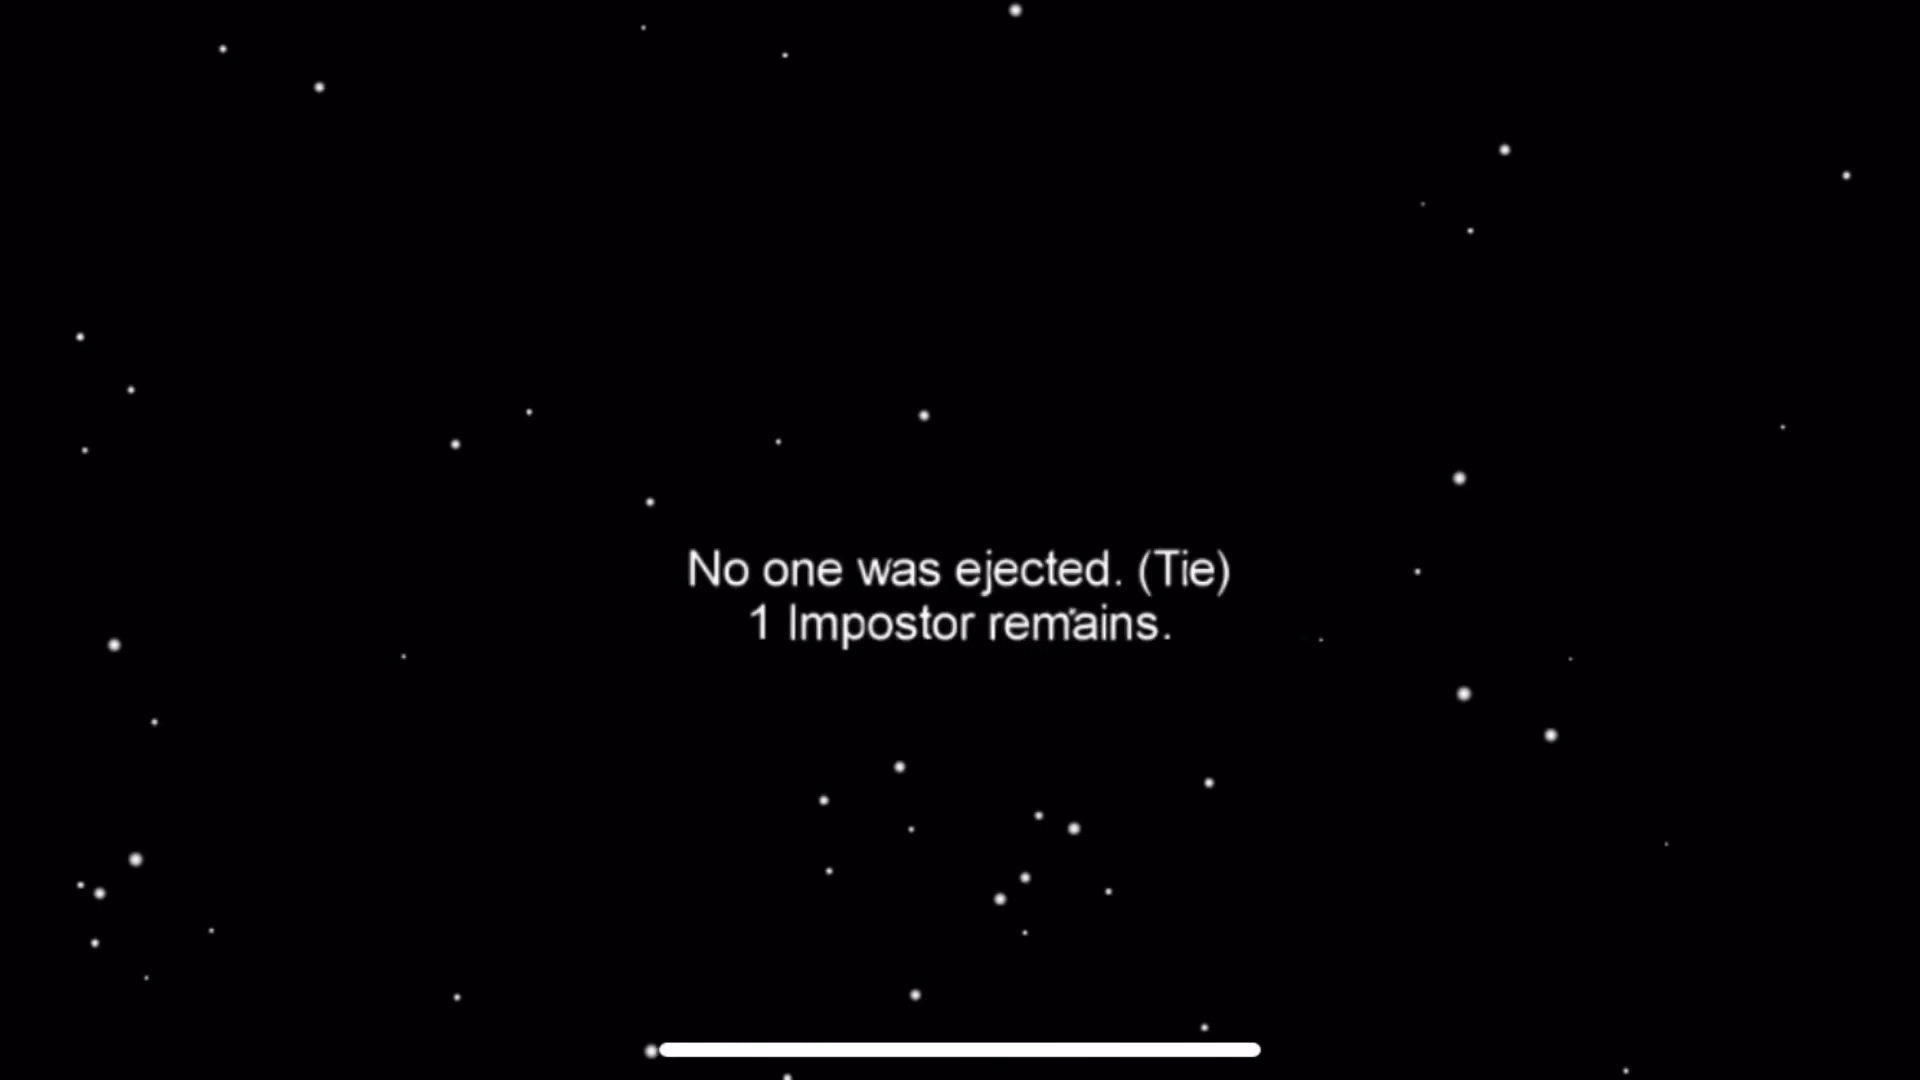 No one was ejected. (Tie)
1 Impostor remains.